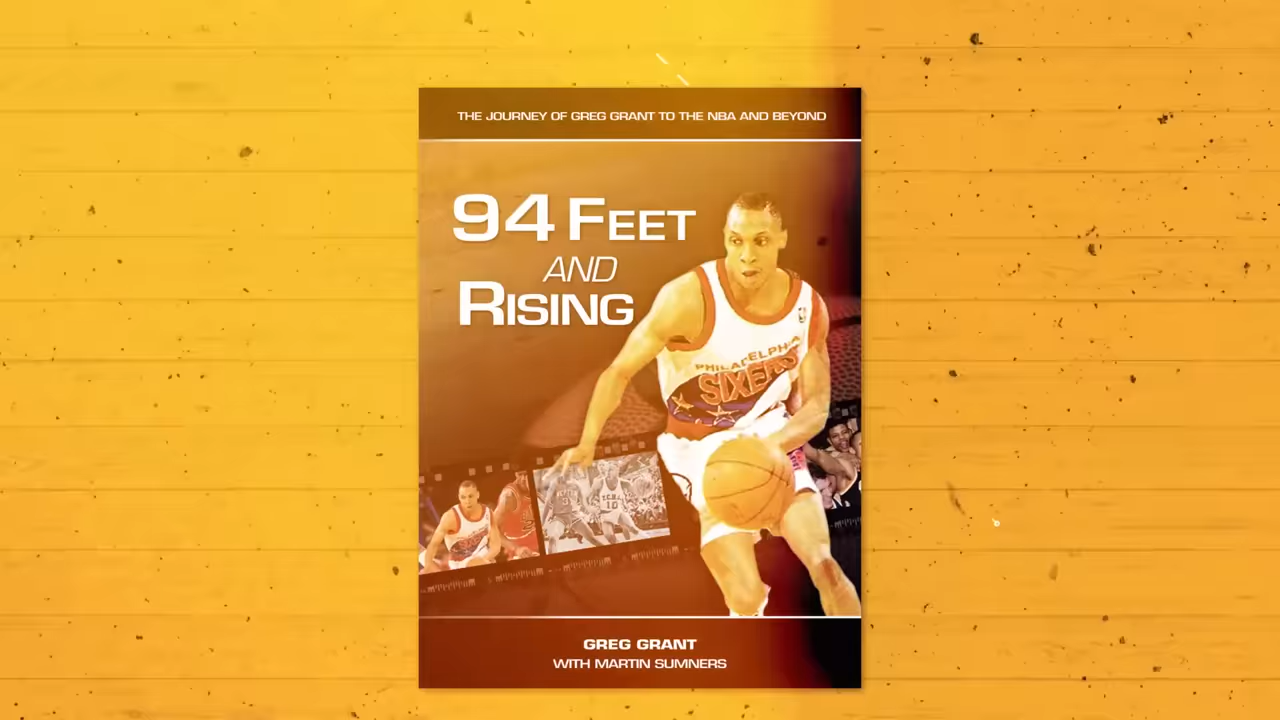 THE JOURNEY OF GREG GRANT TO THE NBA AND BEYOND
94 FEET
AND
RISING
PHILADELPHIA
SIXERS
10
GREG GRANT
WITH MARTIN SUMNERS